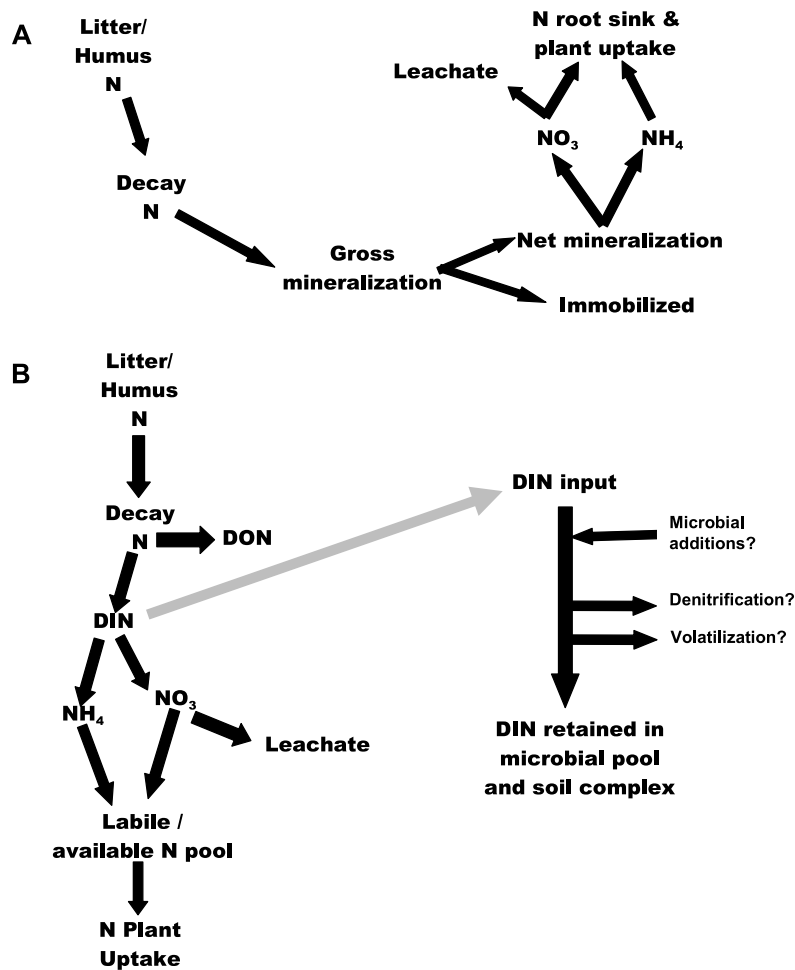 A
Litter/
Humus
N
Decay
N
Gross
mineralization
Net mineralization
Immobilized
NO₃
NH₄
Leachate
N root sink &
plant uptake
B
Litter/
Humus
N
Decay
N
DON
DIN
NH₄
NO₃
Leachate
Labile /
available N pool
N Plant
Uptake
DIN input
Microbial
additions?
Denitrification?
Volatilization?
DIN retained in
microbial pool
and soil complex